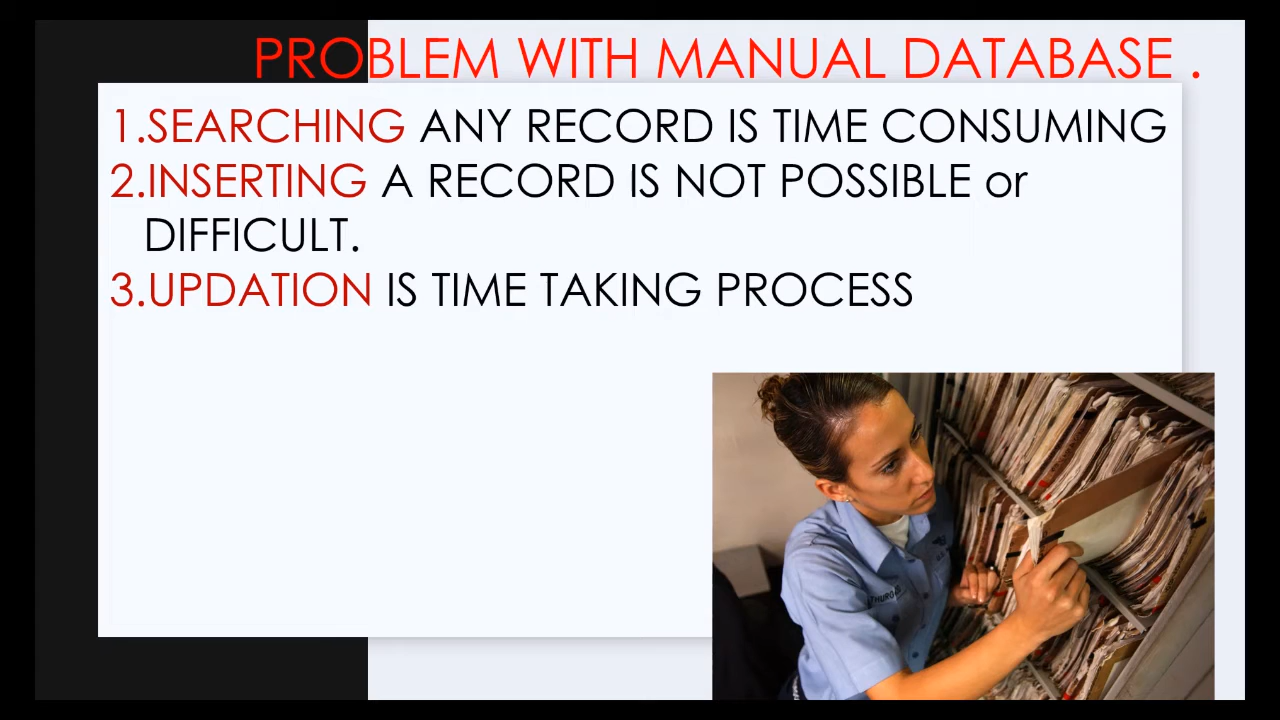 PROBLEM WITH MANUAL DATABASE .
1.SEARCHING ANY RECORD IS TIME CONSUMING
2.INSERTING A RECORD IS NOT POSSIBLE or
DIFFICULT.
3.UPDATION IS TIME TAKING PROCESS